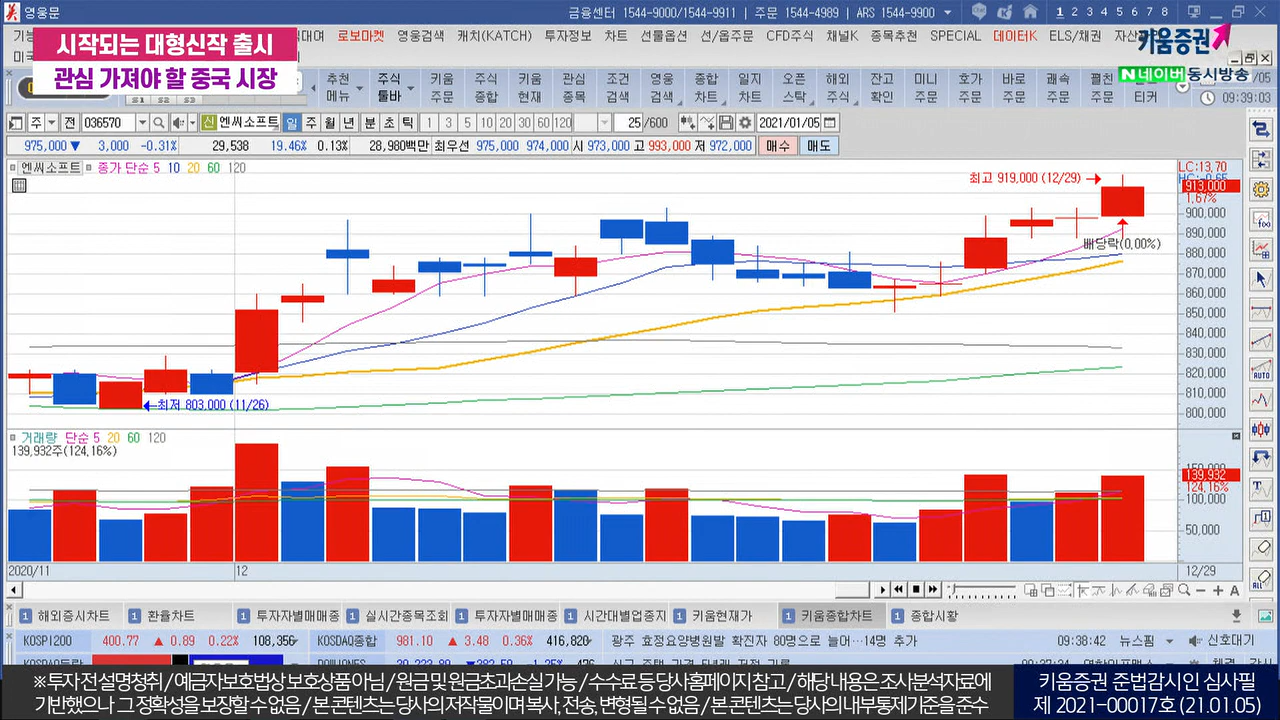 영웅문
금융센터 1544-9000/1544-9911 | 주문 1544-4989 | ARS 1544-9900
1 2 3 4 5 6 7 8
로보마켓 영웅검색 캐치(KATCH) 투자정보 차트 선물옵션 선/옵주문 CFD주식 채널K 종목추천 SPECIAL 데이터K ELS/채권
시작되는 대형신작 출시
관심 가져야 할 중국 시장
키움증권
N 네이버 동시방송
추천 주식 키움 주식 키움 관심 조건 영웅 종합 일지 오픈 해외 잔고 미니 호가 바로 쾌속
메뉴 툴바 주문 종합 현재 종목 검색 검색 차트 차트 스탁 주식 확인 주문 주문 주문 주문 주문 티커
09:39:03
주 전 036570 신 엔씨소프트 일 주 월 년 분 초 틱 1 3 5 10 20 30 60 120 25 /600 2021/01/05
975,000 ▼ 3,000 -0.31% 29,538 19.46% 0.13% 28,980백만 최우선 975,000 974,000 시 973,000 고 993,000 저 972,000 매수 매도
엔씨소프트 종가 단순 5 10 20 60 120
LC:13.70
HC:-0.65
최고 919,000 (12/29)
913,000
1.67%
900,000
890,000
배당락(0.00%)
880,000
870,000
860,000
850,000
840,000
830,000
820,000
810,000
최저 803,000 (11/26)
800,000
거래량 단순 5 20 60 120
139,932주(124.16%)
150,000
139,932
124.16%
100,000
50,000
2020/11 12 12/29
1 해외증시차트 1 환율차트 1 투자자별매매종 1 실시간종목조회 1 투자자별매매종 1 시간대별업종지 1 키움현재가 1 키움종합차트 1 종합시황
KOSPI200 400.77 ▲ 0.89 0.22% 108,356 KOSDAQ종합 981.10 ▲ 3.48 0.36% 416,820 광주 효정요양병원발 확진자 80명으로 늘어…14명 추가 09:38:42 뉴스핌 신호대기
※투자 전 설명청취 / 예금자보호법상 보호상품 아님 / 원금 및 원금초과손실 가능 / 수수료 등 당사홈페이지 참고 / 해당 내용은 조사분석자료에
기반했으나 그 정확성을 보장할 수 없음 / 본 콘텐츠는 당사의 저작물이며 복사, 전송, 변형될 수 없음 / 본 콘텐츠는 당사의 내부통제기준을 준수
키움증권 준법감시인 심사필
제 2021-00017호 (21.01.05)